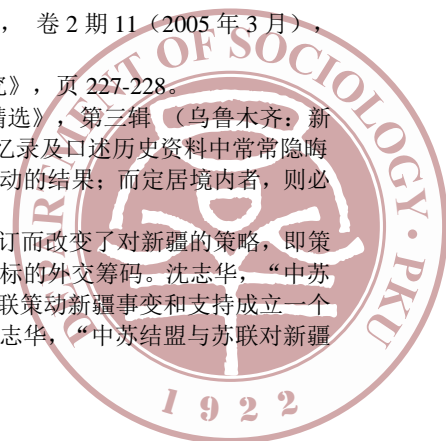 ， 卷 2 期 11（2005 年 3 月），
究》，页 227-228。
精选》，第三辑 （乌鲁木齐：新
忆录及口述历史资料中常常隐晦
动的结果；而定居境内者，则必
订而改变了对新疆的策略，即策
标的外交筹码。沈志华，“中苏
联策动新疆事变和支持成立一个
志华，“中苏结盟与苏联对新疆
DEPARTMENT OF SOCIOLOGY · PKU
1922